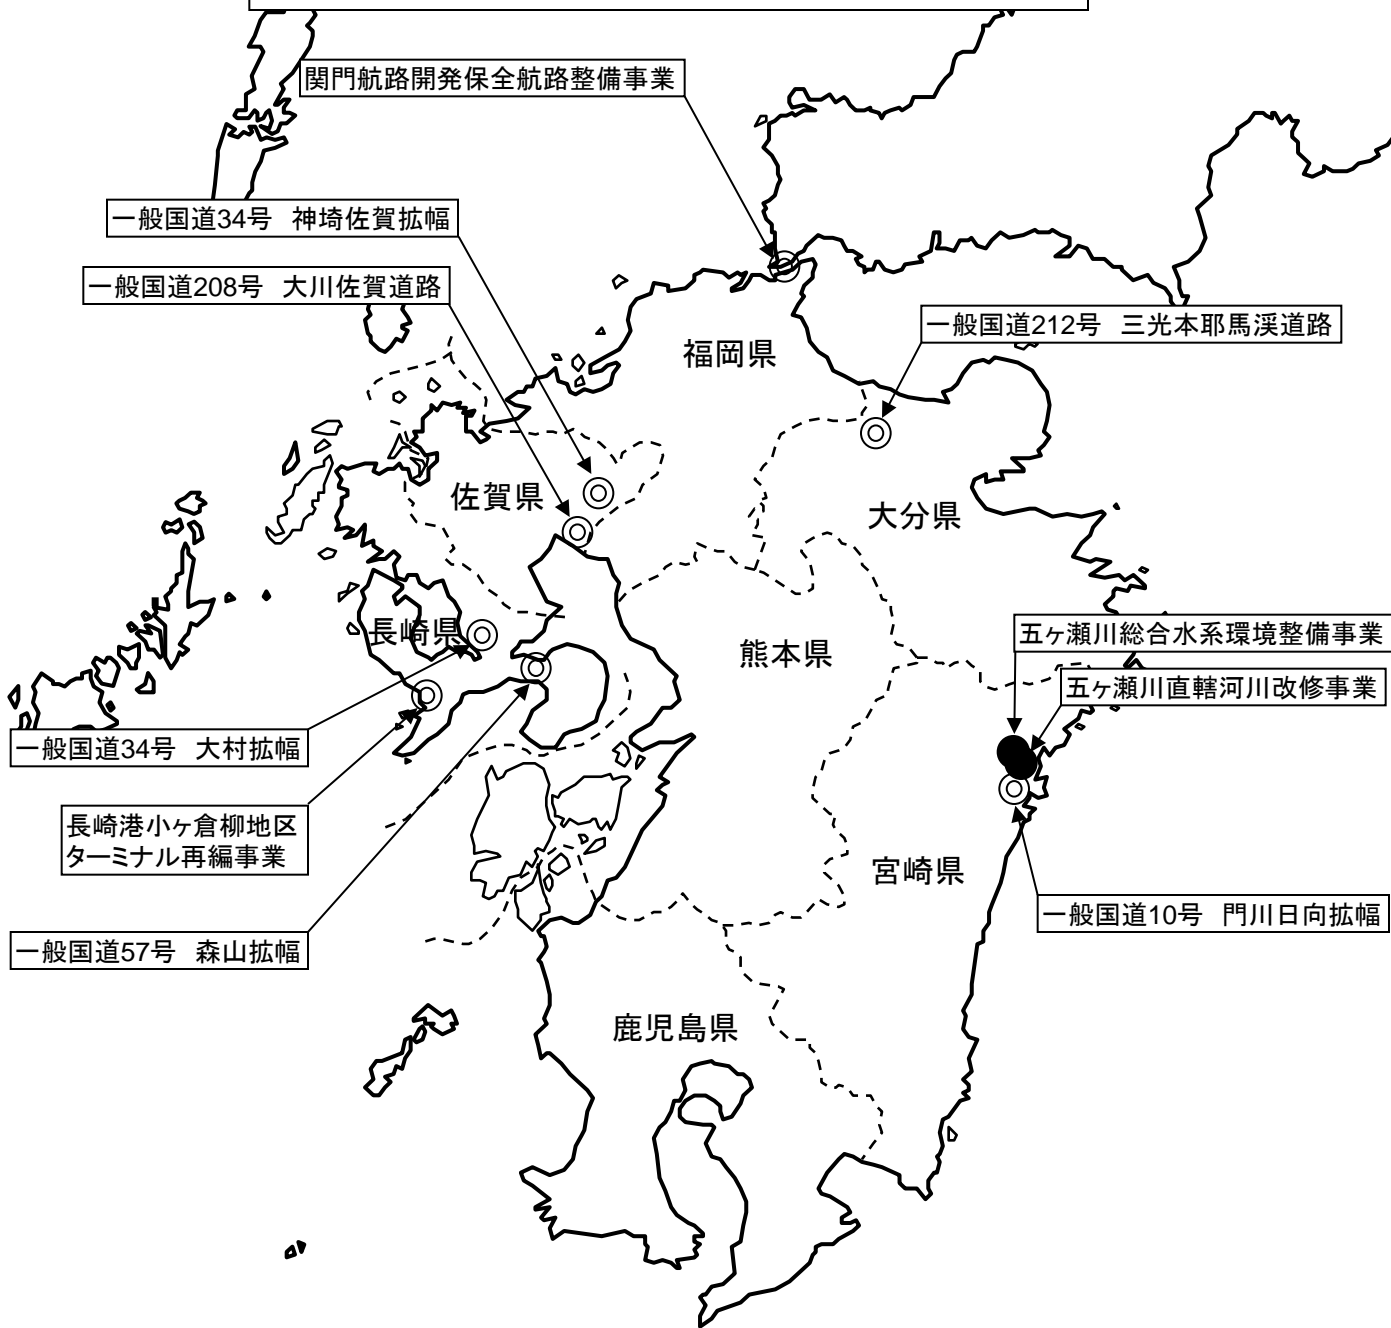 関門航路開発保全航路整備事業
一般国道34号　神埼佐賀拡幅
一般国道208号　大川佐賀道路
一般国道212号　三光本耶馬渓道路
福岡県
佐賀県
大分県
長崎県
熊本県
五ヶ瀬川総合水系環境整備事業
五ヶ瀬川直轄河川改修事業
一般国道34号　大村拡幅
長崎港小ヶ倉柳地区
ターミナル再編事業
宮崎県
一般国道10号　門川日向拡幅
一般国道57号　森山拡幅
鹿児島県